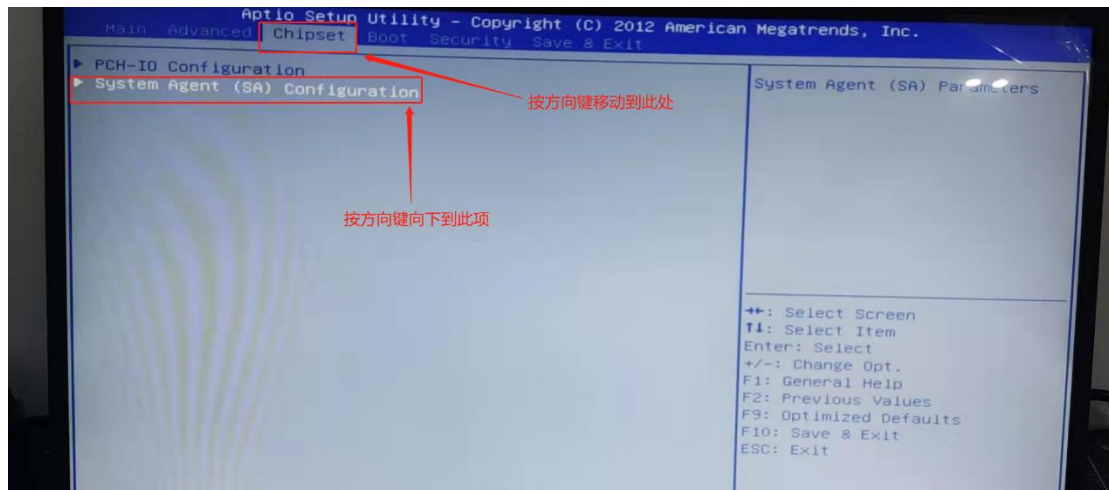 Aptio Setup Utility - Copyright (C) 2012 American Megatrends, Inc.
Main Advanced Chipset Boot Security Save & Exit
▶ PCH-IO Configuration
▶ System Agent (SA) Configuration
System Agent (SA) Parameters
按方向键移动到此处
按方向键向下到此项
→←: Select Screen
↑↓: Select Item
Enter: Select
+/-: Change Opt.
F1: General Help
F2: Previous Values
F9: Optimized Defaults
F10: Save & Exit
ESC: Exit